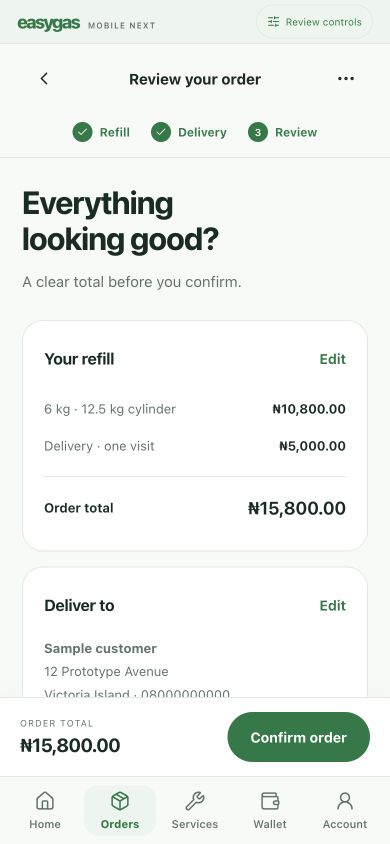 easygas MOBILE NEXT
Review controls
Review your order
Refill
Delivery
3 Review
Everything
looking good?
A clear total before you confirm.
Your refill
Edit
6 kg · 12.5 kg cylinder
₦10,800.00
Delivery · one visit
₦5,000.00
Order total
₦15,800.00
Deliver to
Edit
Sample customer
12 Prototype Avenue
Victoria Island · 08000000000
ORDER TOTAL
₦15,800.00
Confirm order
Home
Orders
Services
Wallet
Account